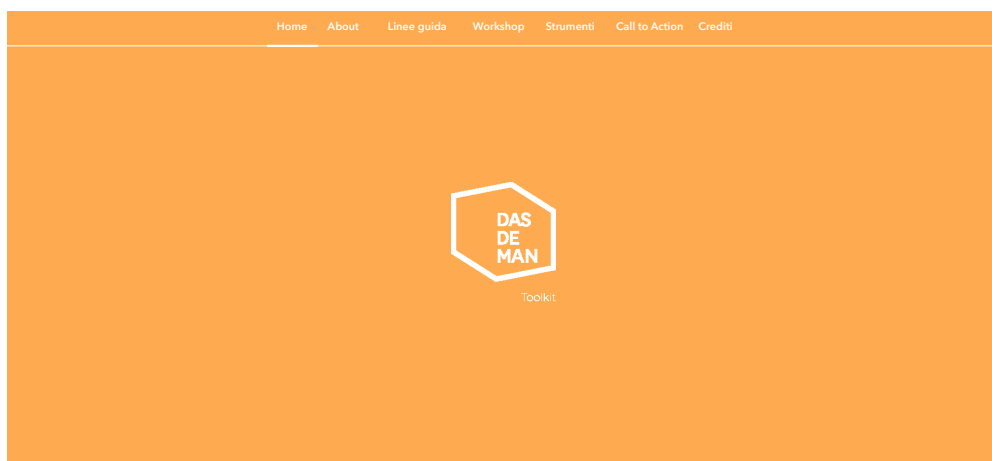 Home About Linee guida Workshop Strumenti Call to Action Crediti
DAS
DE
MAN
Toolkit